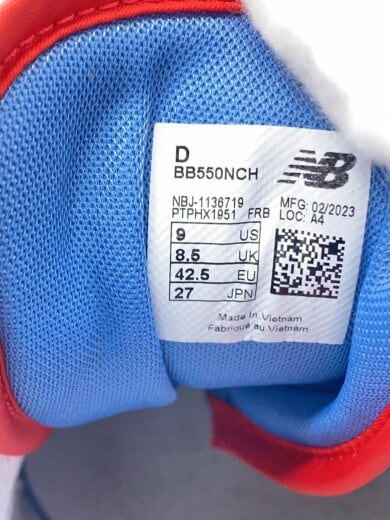 D
BB550NCH
NB
NBJ-1136719
PTPHX1951 FRB
MFG: 02/2023
LOC: A4
9 US
8.5 UK
42.5 EU
27 JPN
Made in Vietnam
Fabriqué au Vietnam